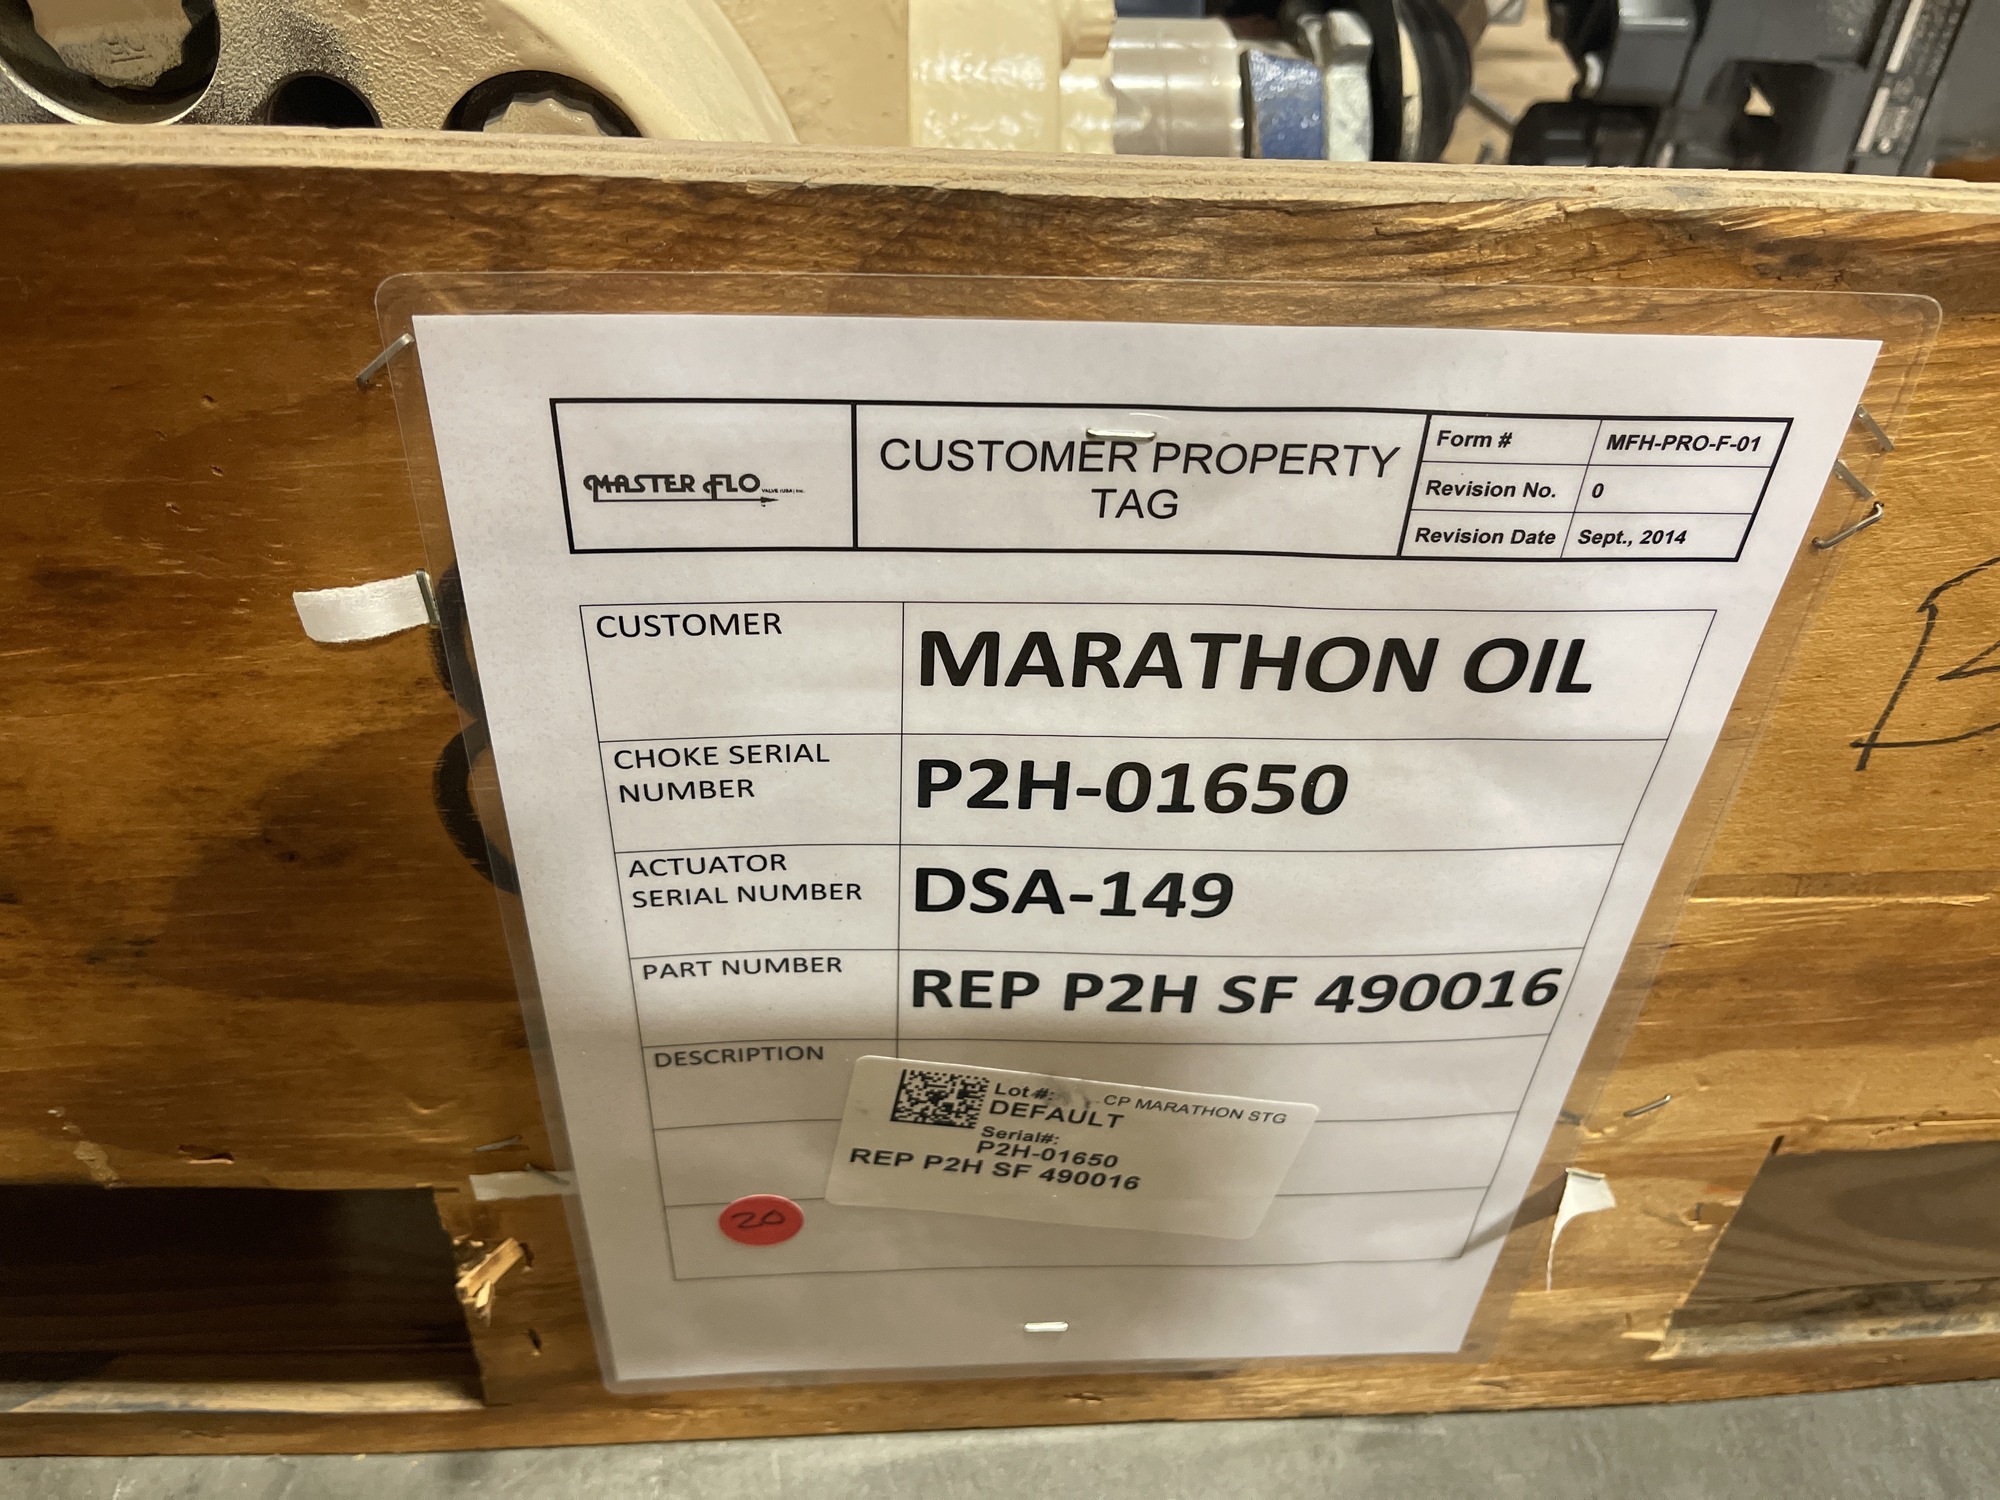 MASTER FLO
CUSTOMER PROPERTY
TAG
Form # MFH-PRO-F-01
Revision No. 0
Revision Date Sept., 2014
CUSTOMER MARATHON OIL
CHOKE SERIAL
NUMBER
P2H-01650
ACTUATOR
SERIAL NUMBER
DSA-149
PART NUMBER REP P2H SF 490016
DESCRIPTION
Lot#: CP MARATHON STG
DEFAULT
Serial#:
P2H-01650
REP P2H SF 490016
20